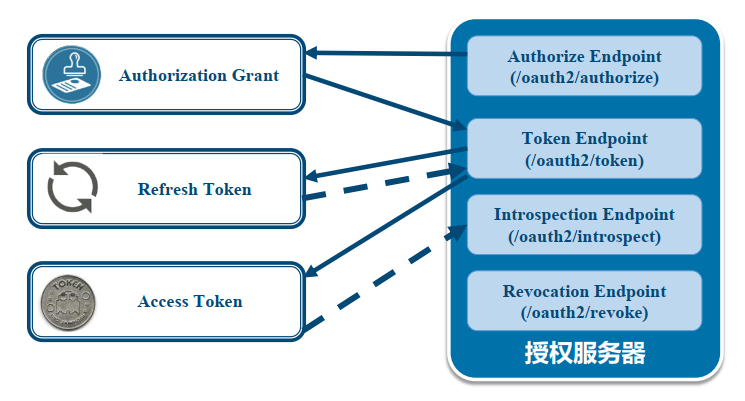 Authorization Grant
Refresh Token
TOKEN
Access Token
Authorize Endpoint
(/oauth2/authorize)
Token Endpoint
(/oauth2/token)
Introspection Endpoint
(/oauth2/introspect)
Revocation Endpoint
(/oauth2/revoke)
授权服务器